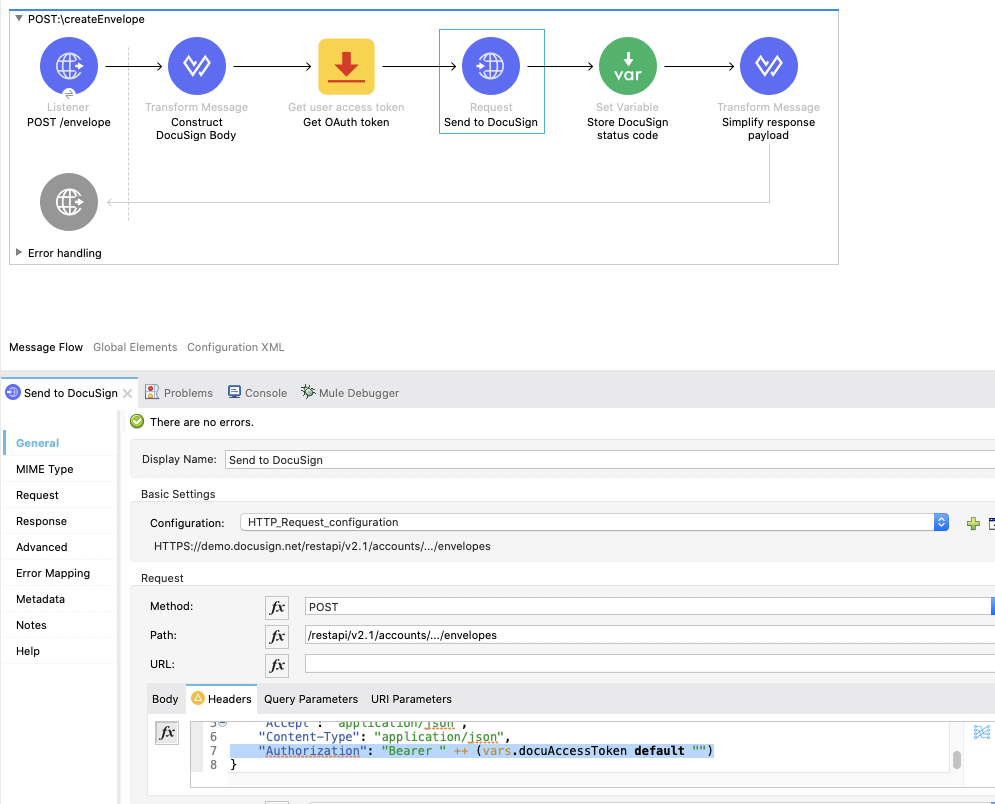 POST:\createEnvelope
var
Listener
POST /envelope
Transform Message
Construct
DocuSign Body
Get user access token
Get OAuth token
Request
Send to DocuSign
Set Variable
Store DocuSign
status code
Transform Message
Simplify response
payload
Error handling
Message Flow Global Elements Configuration XML
Send to DocuSign Problems Console Mule Debugger
There are no errors.
General
MIME Type
Request
Response
Advanced
Error Mapping
Metadata
Notes
Help
Display Name: Send to DocuSign
Basic Settings
Configuration: HTTP_Request_configuration
HTTPS://demo.docusign.net/restapi/v2.1/accounts/.../envelopes
Request
Method: fx POST
Path: fx /restapi/v2.1/accounts/.../envelopes
URL: fx
Body Headers Query Parameters URI Parameters
fx
5 "Accept": "application/json",
6 "Content-Type": "application/json",
7 "Authorization": "Bearer " ++ (vars.docuAccessToken default "")
8 }